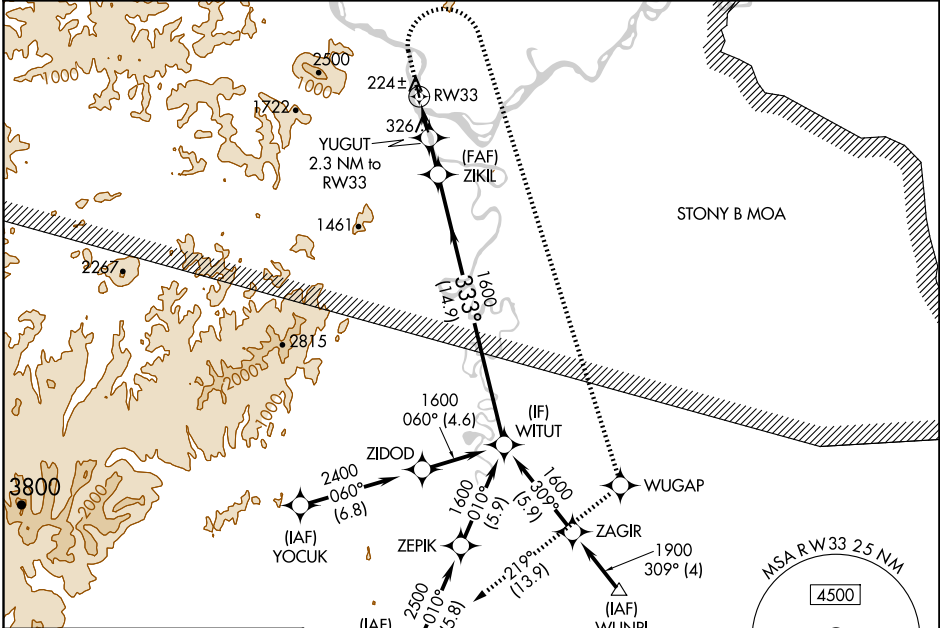 2500
1000
1000
224±
RW33
1722
326
YUGUT
2.3 NM to
RW33
(FAF)
ZIKIL
STONY B MOA
1461
2267
1600
333°
(14.9)
2815
2000
1000
1600
060° (4.6)
(IF)
WITUT
ZIDOD
2400
060°
(6.8)
3800
2000
(IAF)
YOCUK
1600
010°
(5.9)
1600
309°
(5.9)
WUGAP
ZEPIK
ZAGIR
219°
(13.9)
1900
309° (4)
2500
010°
5.8)
(IAF)
(IAF)
MSA RW33 25 NM
4500